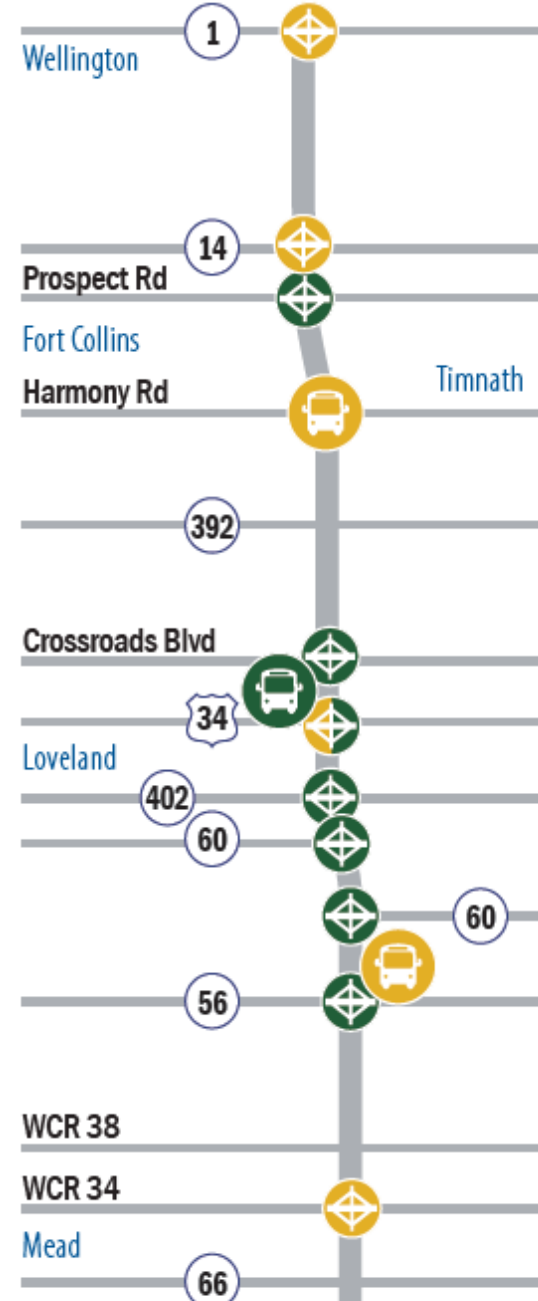 1
Wellington
14
Prospect Rd
Fort Collins
Timnath
Harmony Rd
392
Crossroads Blvd
34
Loveland
402
60
60
56
WCR 38
WCR 34
Mead
66